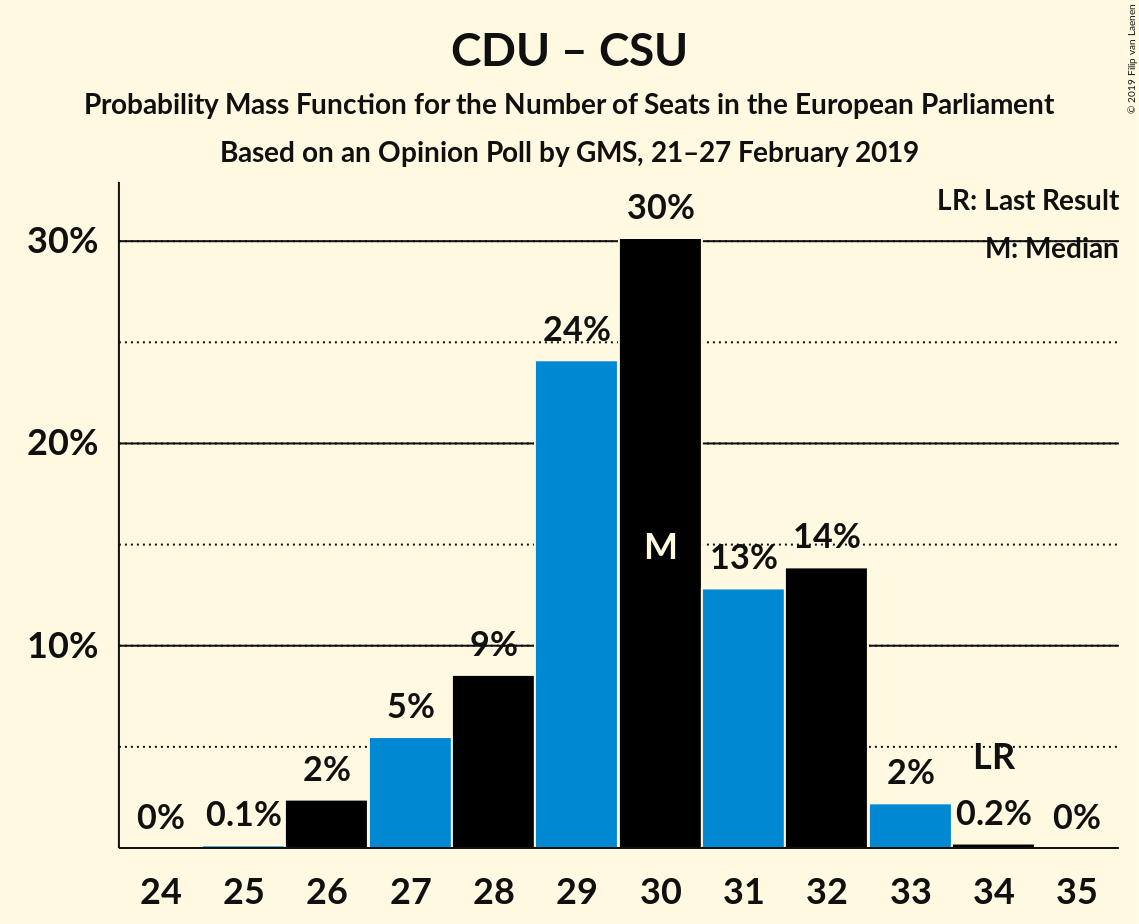 CDU – CSU
Probability Mass Function for the Number of Seats in the European Parliament
Based on an Opinion Poll by GMS, 21–27 February 2019
© 2019 Filip van Laenen
LR: Last Result
M: Median
30%
20%
10%
0%
0.1%
2%
5%
9%
24%
30%
M
13%
14%
2%
LR
0.2%
0%
24 25 26 27 28 29 30 31 32 33 34 35